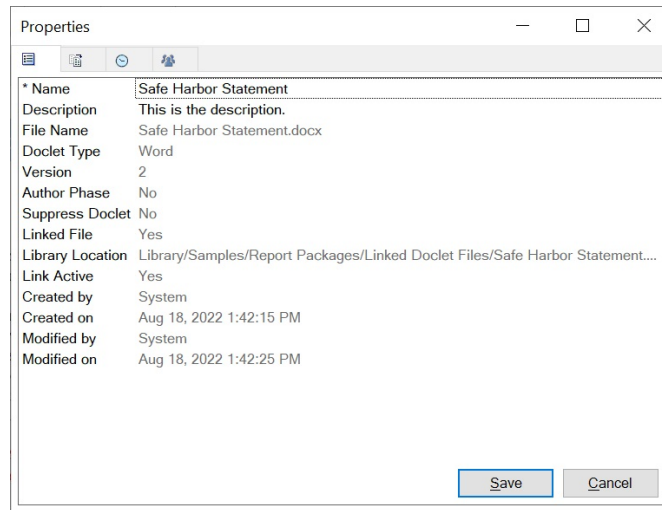 Properties
* Name Safe Harbor Statement
Description This is the description.
File Name Safe Harbor Statement.docx
Doclet Type Word
Version 2
Author Phase No
Suppress Doclet No
Linked File Yes
Library Location Library/Samples/Report Packages/Linked Doclet Files/Safe Harbor Statement....
Link Active Yes
Created by System
Created on Aug 18, 2022 1:42:15 PM
Modified by System
Modified on Aug 18, 2022 1:42:25 PM
Save Cancel